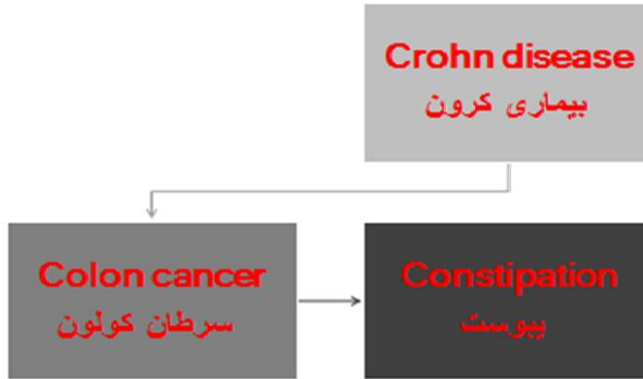 Crohn disease
بیماری کرون
Colon cancer
سرطان کولون
Constipation
یبوست